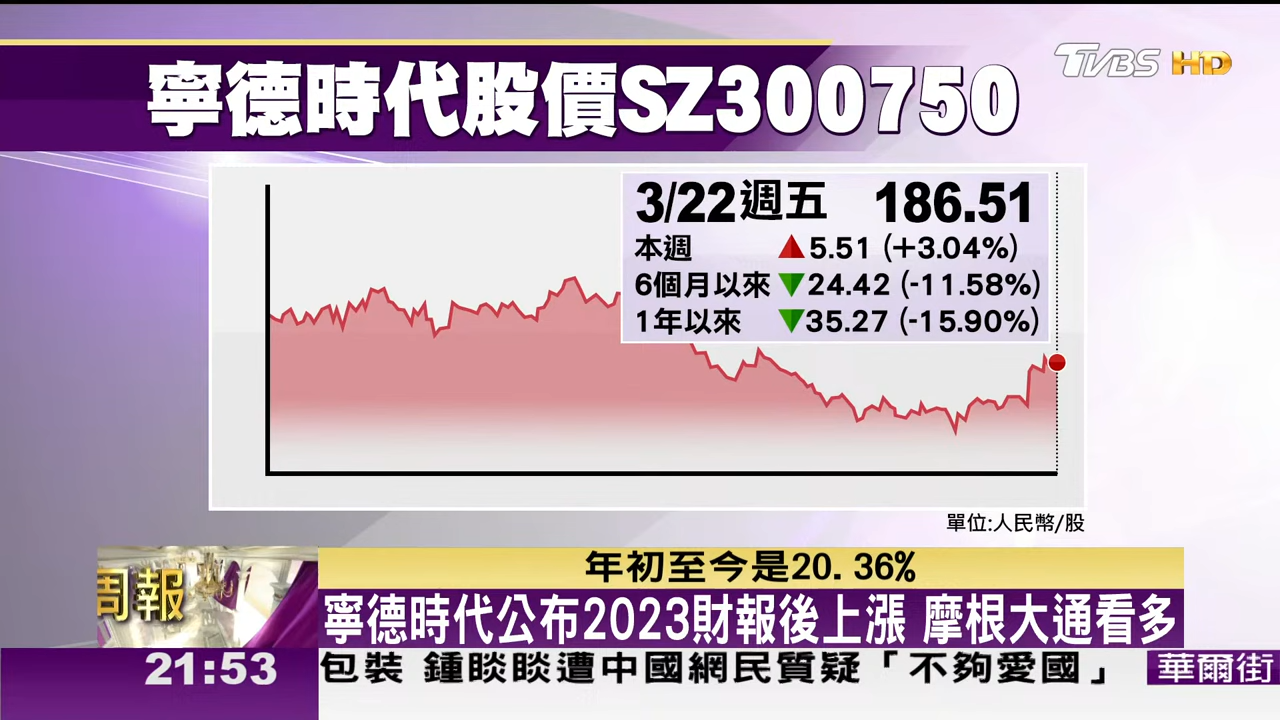 寧德時代股價SZ300750
TVBS HD
3/22週五 186.51
本週 ▲5.51 (+3.04%)
6個月以來 ▼24.42 (-11.58%)
1年以來 ▼35.27 (-15.90%)
單位:人民幣/股
年初至今是20.36%
周報
寧德時代公布2023財報後上漲 摩根大通看多
21:53
包裝 鍾睒睒遭中國網民質疑「不夠愛國」
華爾街